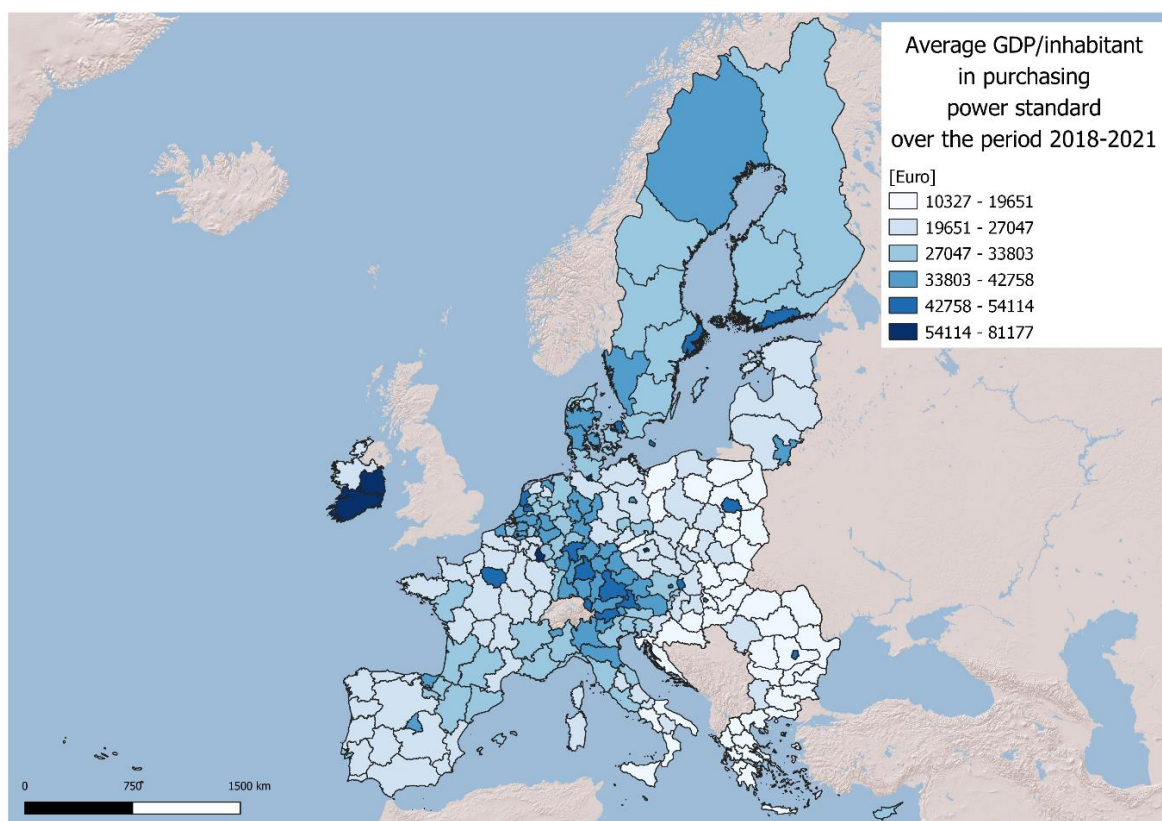 Average GDP/inhabitant
in purchasing
power standard
over the period 2018-2021
[Euro]
10327 - 19651
19651 - 27047
27047 - 33803
33803 - 42758
42758 - 54114
54114 - 81177
0 750 1500 km